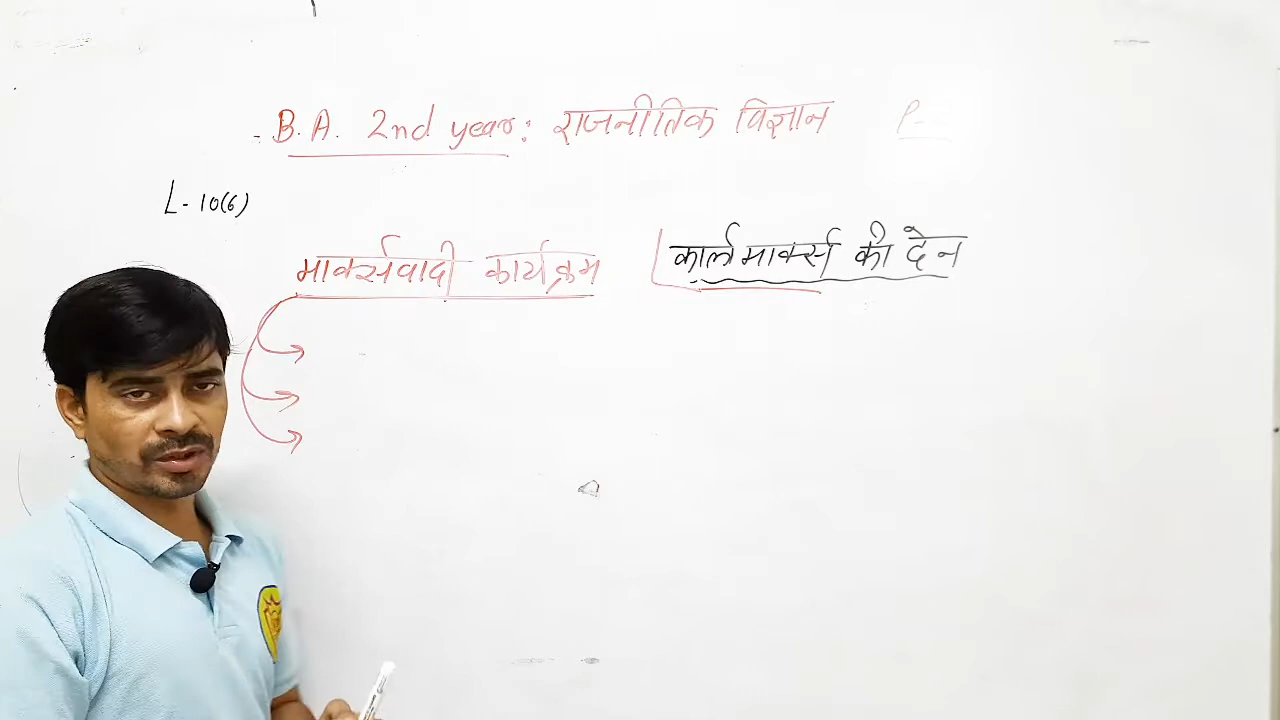 B.A. 2nd year: राजनीतिक विज्ञान
L-10(6)
मार्क्सवादी कार्यक्रम
कार्ल मार्क्स की देन